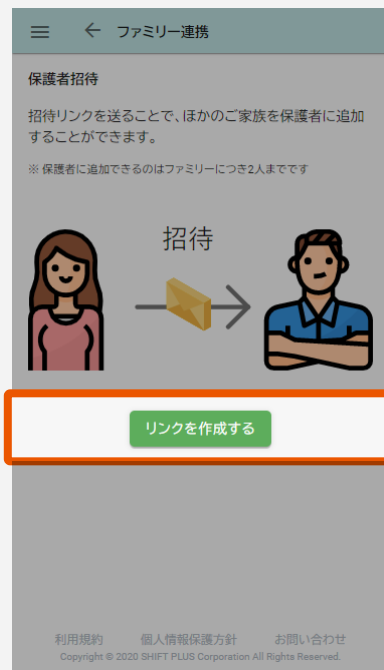 ファミリー連携
保護者招待
招待リンクを送ることで、ほかのご家族を保護者に追加
することができます。
※ 保護者に追加できるのはファミリーにつき2人までです
招待
リンクを作成する
利用規約 個人情報保護方針 お問い合わせ
Copyright © 2020 SHIFT PLUS Corporation All Rights Reserved.